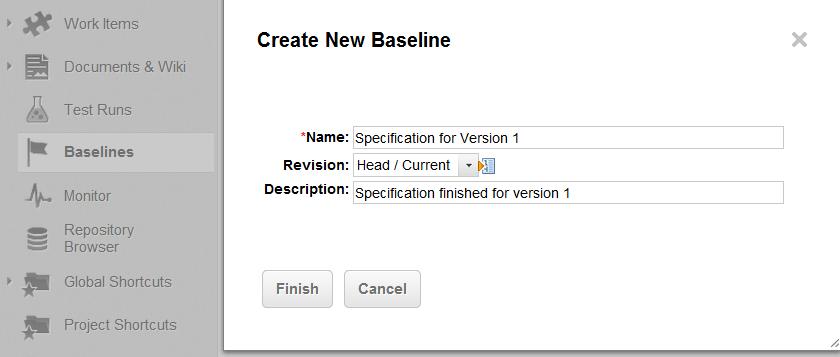 Work Items
Documents & Wiki
Test Runs
Baselines
Monitor
Repository
Browser
Global Shortcuts
Project Shortcuts
Create New Baseline
*Name: Specification for Version 1
Revision: Head / Current
Description: Specification finished for version 1
Finish Cancel